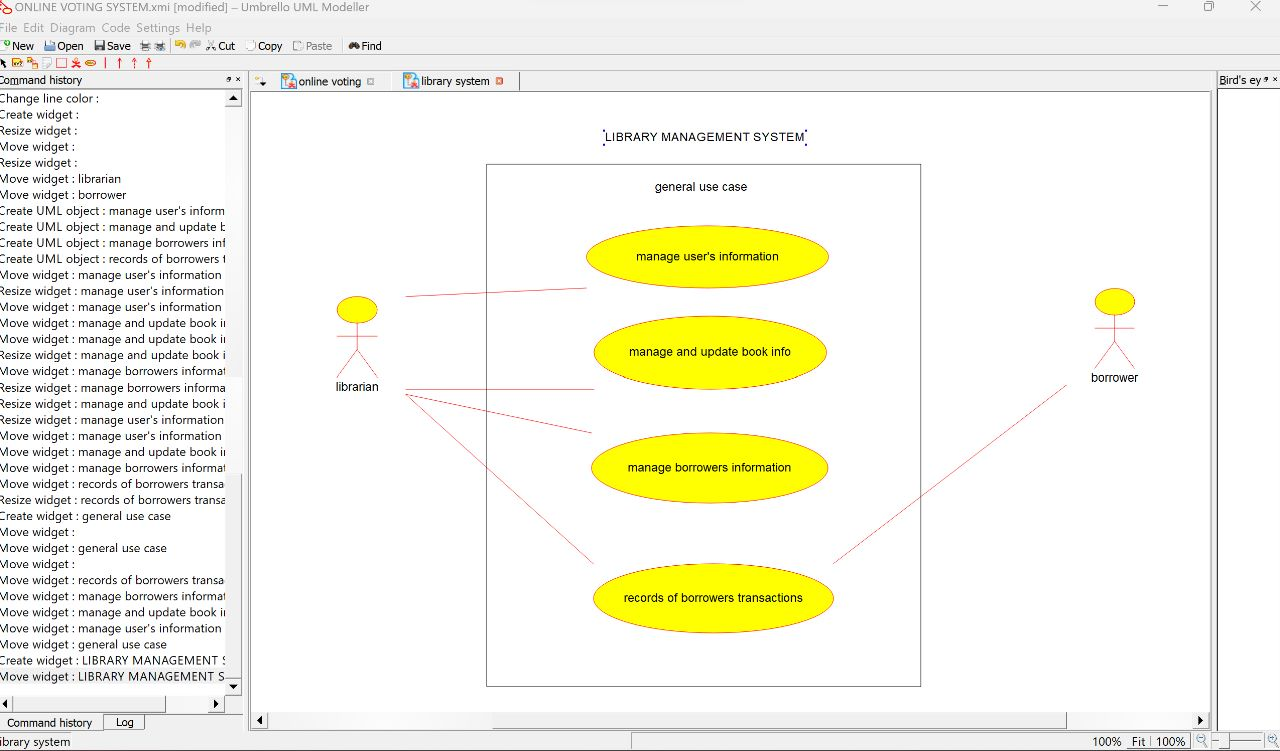 ONLINE VOTING SYSTEM.xmi [modified] – Umbrello UML Modeller
File Edit Diagram Code Settings Help
New Open Save Cut Copy Paste Find
Command history
online voting
library system
Bird's ey
Change line color :
Create widget :
Resize widget :
Move widget :
Resize widget :
Move widget : librarian
Move widget : borrower
Create UML object : manage user's inform
Create UML object : manage and update b
Create UML object : manage borrowers inf
Create UML object : records of borrowers t
Move widget : manage user's information
Resize widget : manage user's information
Move widget : manage user's information
Move widget : manage and update book i
Move widget : manage and update book i
Resize widget : manage and update book i
Move widget : manage borrowers informat
Resize widget : manage borrowers informa
Resize widget : manage and update book i
Resize widget : manage user's information
Move widget : manage user's information
Move widget : manage and update book i
Move widget : manage borrowers informat
Move widget : records of borrowers transa
Resize widget : records of borrowers transa
Create widget : general use case
Move widget :
Move widget : general use case
Move widget :
Move widget : records of borrowers transa
Move widget : manage borrowers informat
Move widget : manage and update book i
Move widget : manage user's information
Move widget : general use case
Create widget : LIBRARY MANAGEMENT S
Move widget : LIBRARY MANAGEMENT S
LIBRARY MANAGEMENT SYSTEM
general use case
manage user's information
manage and update book info
manage borrowers information
records of borrowers transactions
librarian
borrower
Command history Log
ibrary system
100% Fit 100%